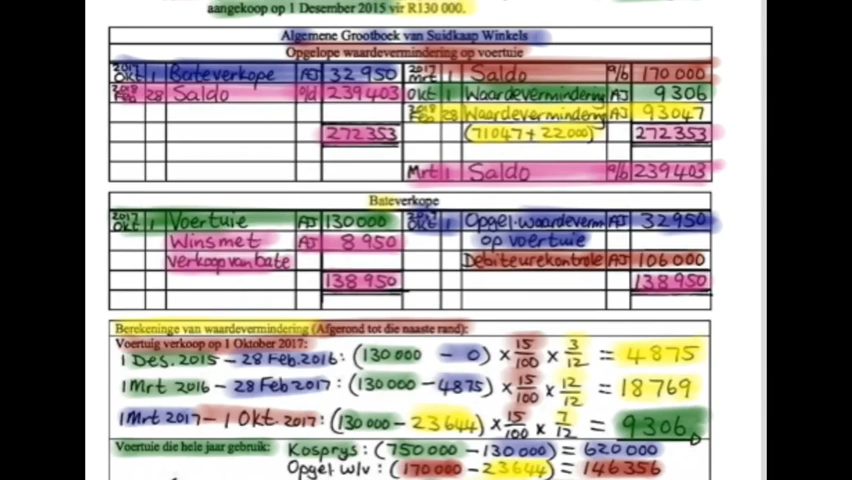 aangekoop op 1 Desember 2015 vir R130 000.
Algemene Grootboek van Suidkaap Winkels
Opgelope waardevermindering op voertuie
2017 Okt 1 Bateverkope AJ 32 950 2017 Mrt 1 Saldo a/b 170 000
2018 Feb 28 Saldo o/d 239 403 Okt 1 Waardevermindering AJ 9 306
2018 Feb 28 Waardevermindering AJ 93 047
272 353 (71 047 + 22 000) 272 353
Mrt 1 Saldo a/b 239 403
Bateverkope
2017 Okt 1 Voertuie AJ 130 000 2017 Okt 1 Opgel. waardeverm AJ 32 950
Wins met AJ 8 950 op voertuie
verkoop van bate Debiteurekontrole AJ 106 000
138 950 138 950
Berekeninge van waardevermindering (Afgerond tot die naaste rand):
Voertuig verkoop op 1 Oktober 2017:
1 Des. 2015 – 28 Feb. 2016: (130 000 – 0) × 15/100 × 3/12 = 4 875
1 Mrt 2016 – 28 Feb 2017: (130 000 – 4875) × 15/100 × 12/12 = 18 769
1 Mrt 2017 – 1 Okt. 2017: (130 000 – 23 644) × 15/100 × 7/12 = 9 306
Voertuie die hele jaar gebruik: Kosprys: (750 000 – 130 000) = 620 000
Opgel. w/v: (170 000 – 23 644) = 146 356